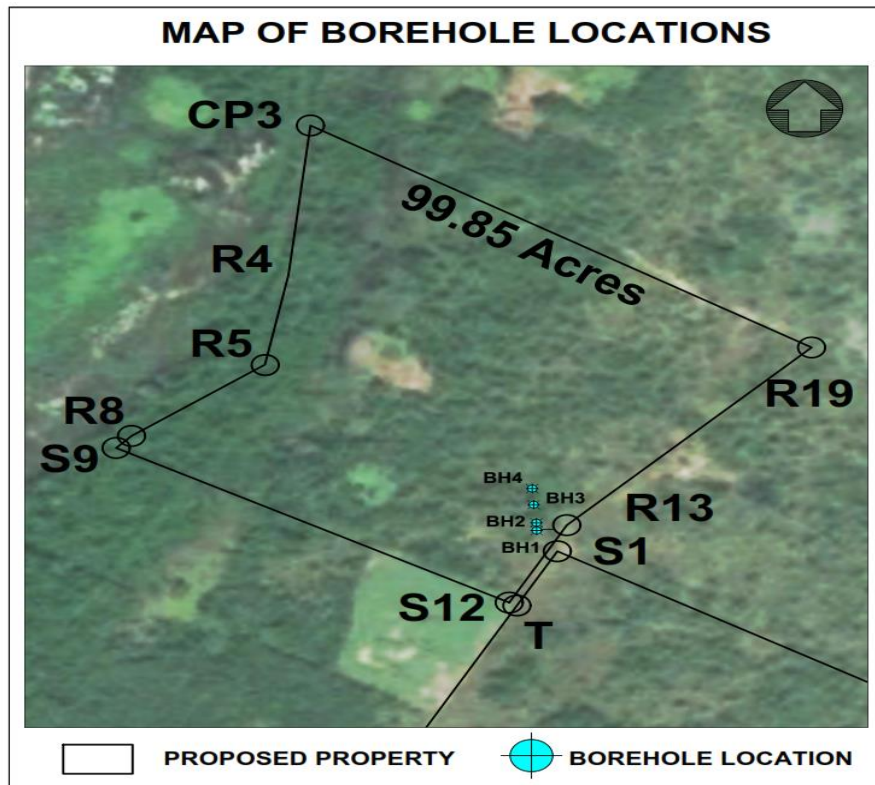 MAP OF BOREHOLE LOCATIONS
CP3
99.85 Acres
R4
R5
R19
R8
S9
BH4
BH3
R13
BH2
BH1
S1
S12
T
PROPOSED PROPERTY
BOREHOLE LOCATION